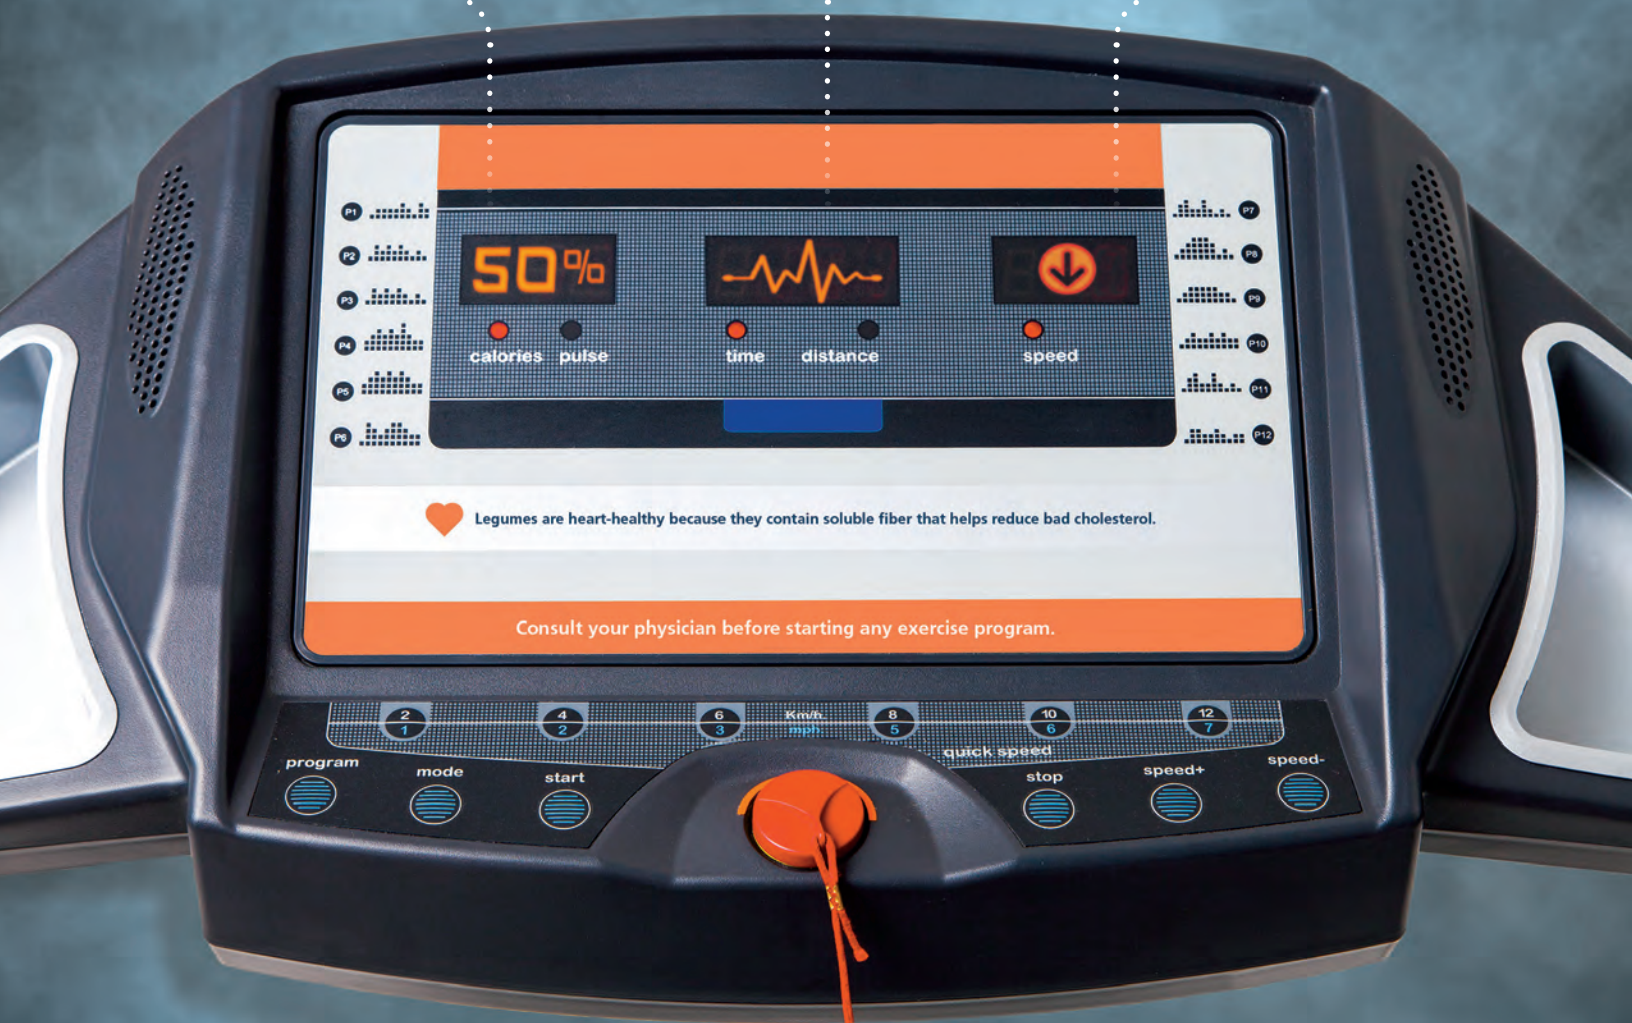 P1
P2
P3
P4
P5
P6
P7
P8
P9
P10
P11
P12
50%
calories pulse
time distance
speed
Legumes are heart-healthy because they contain soluble fiber that helps reduce bad cholesterol.
Consult your physician before starting any exercise program.
2 4 6 Km/h. 8 10 12
1 2 3 mph 5 6 7
quick speed
program mode start stop speed+ speed-